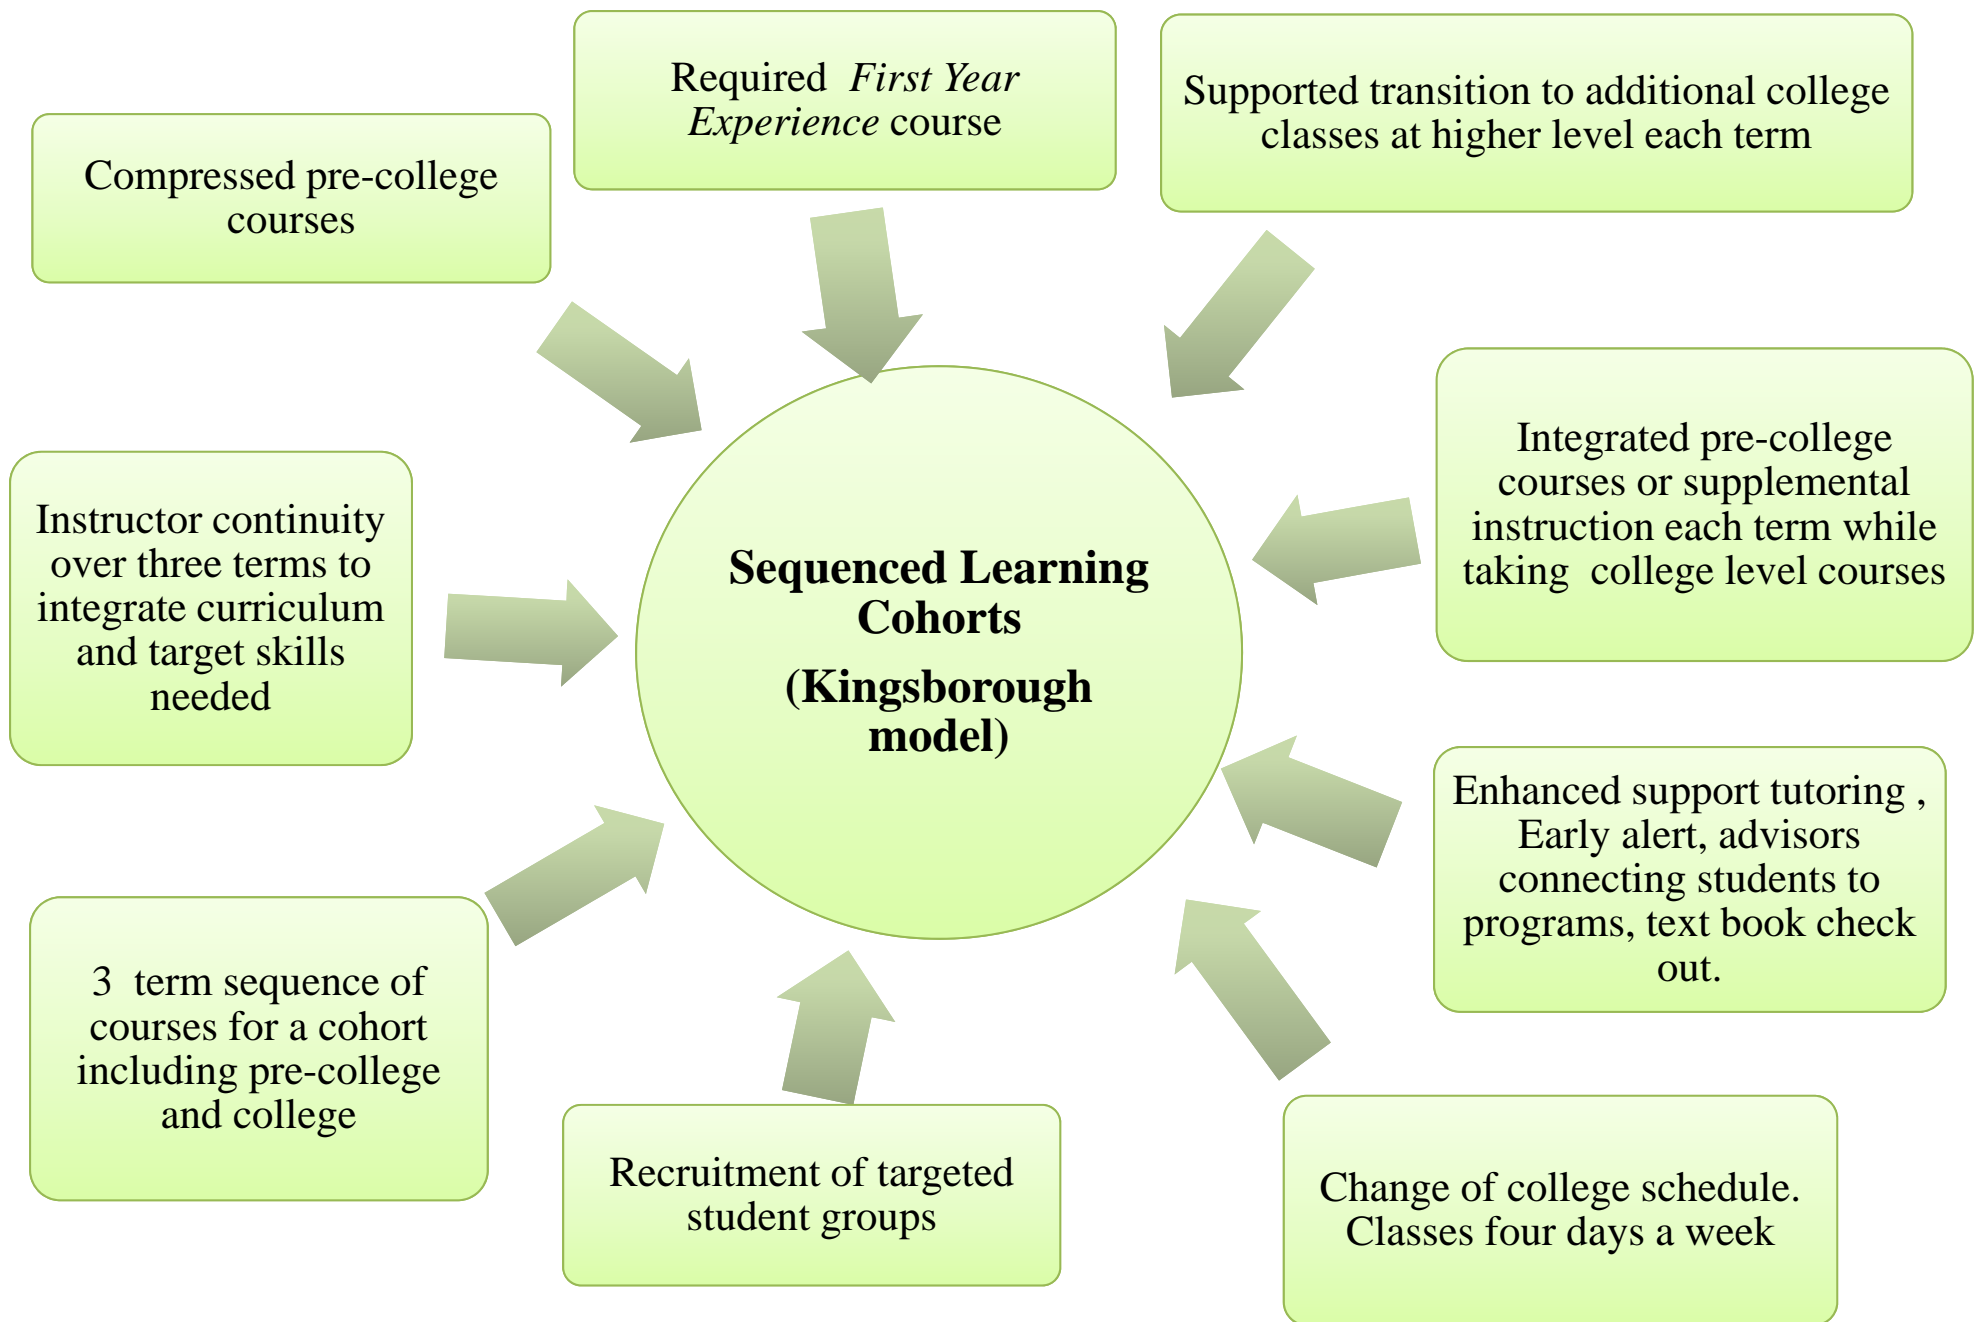 Required First Year
Experience course
Supported transition to additional college
classes at higher level each term
Compressed pre-college
courses
Integrated pre-college
courses or supplemental
instruction each term while
taking college level courses
Instructor continuity
over three terms to
integrate curriculum
and target skills
needed
Sequenced Learning
Cohorts
(Kingsborough
model)
Enhanced support tutoring ,
Early alert, advisors
connecting students to
programs, text book check
out.
3 term sequence of
courses for a cohort
including pre-college
and college
Recruitment of targeted
student groups
Change of college schedule.
Classes four days a week